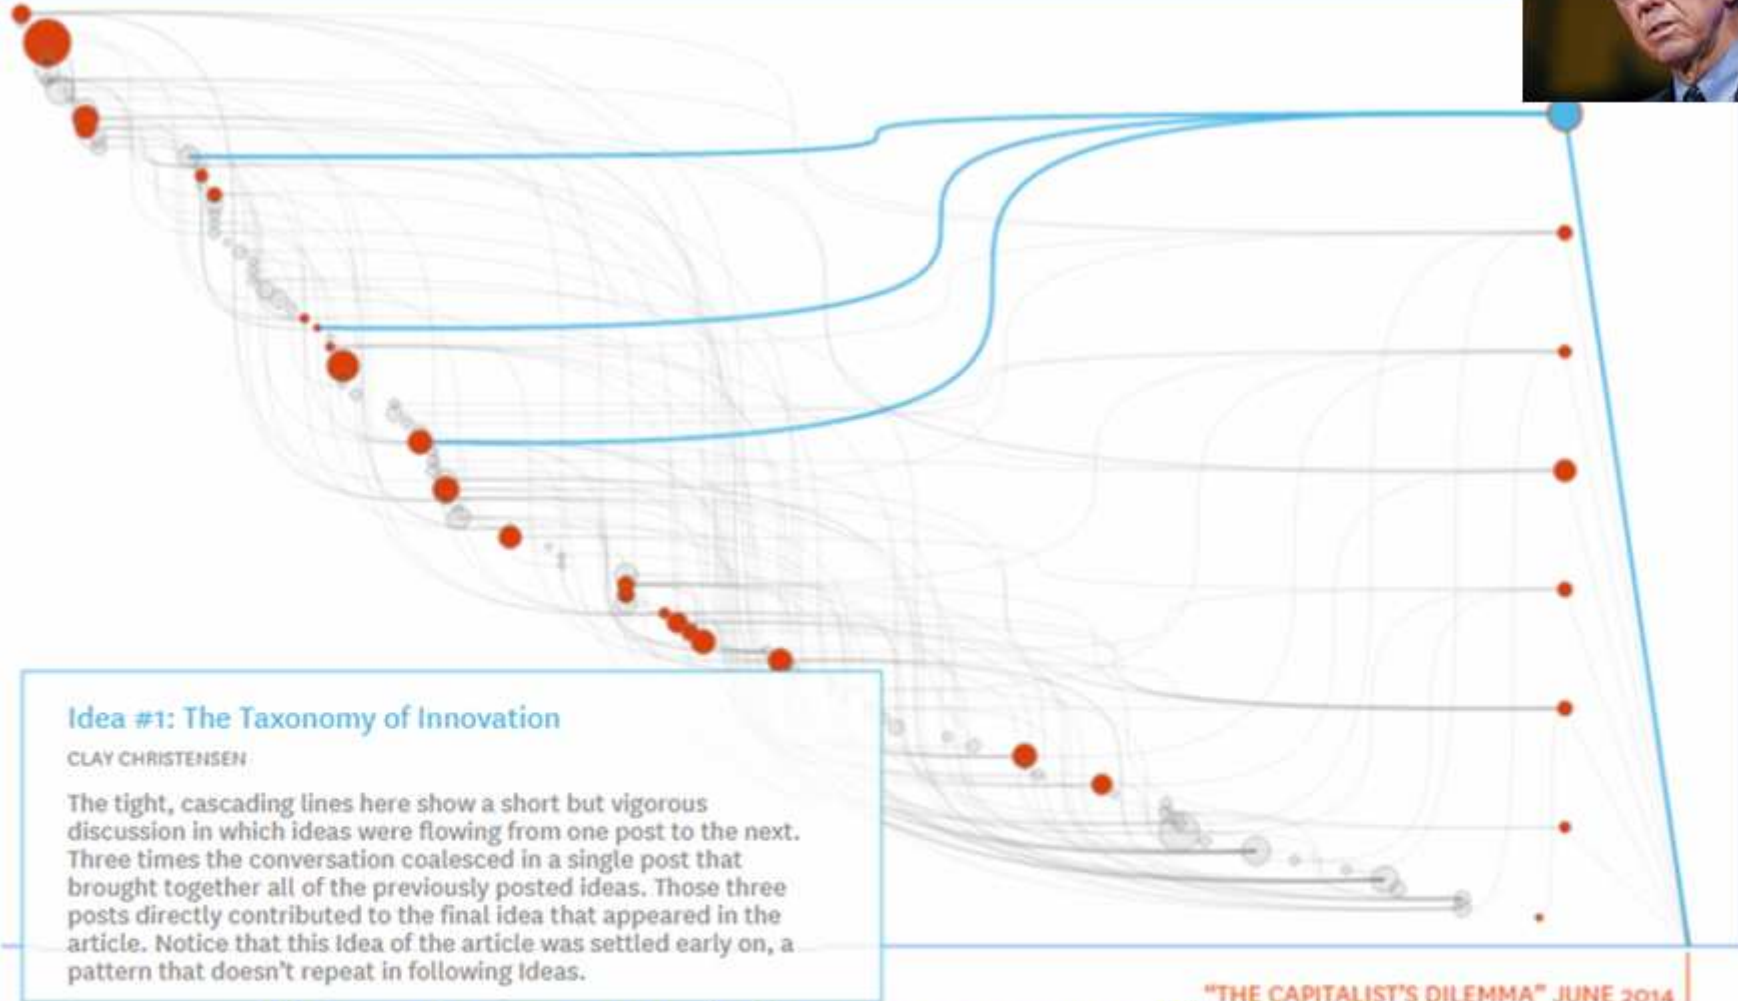 Idea #1: The Taxonomy of Innovation
CLAY CHRISTENSEN
The tight, cascading lines here show a short but vigorous
discussion in which ideas were flowing from one post to the next.
Three times the conversation coalesced in a single post that
brought together all of the previously posted ideas. Those three
posts directly contributed to the final idea that appeared in the
article. Notice that this Idea of the article was settled early on, a
pattern that doesn't repeat in following Ideas.
"THE CAPITALIST'S DILEMMA" JUNE 2014